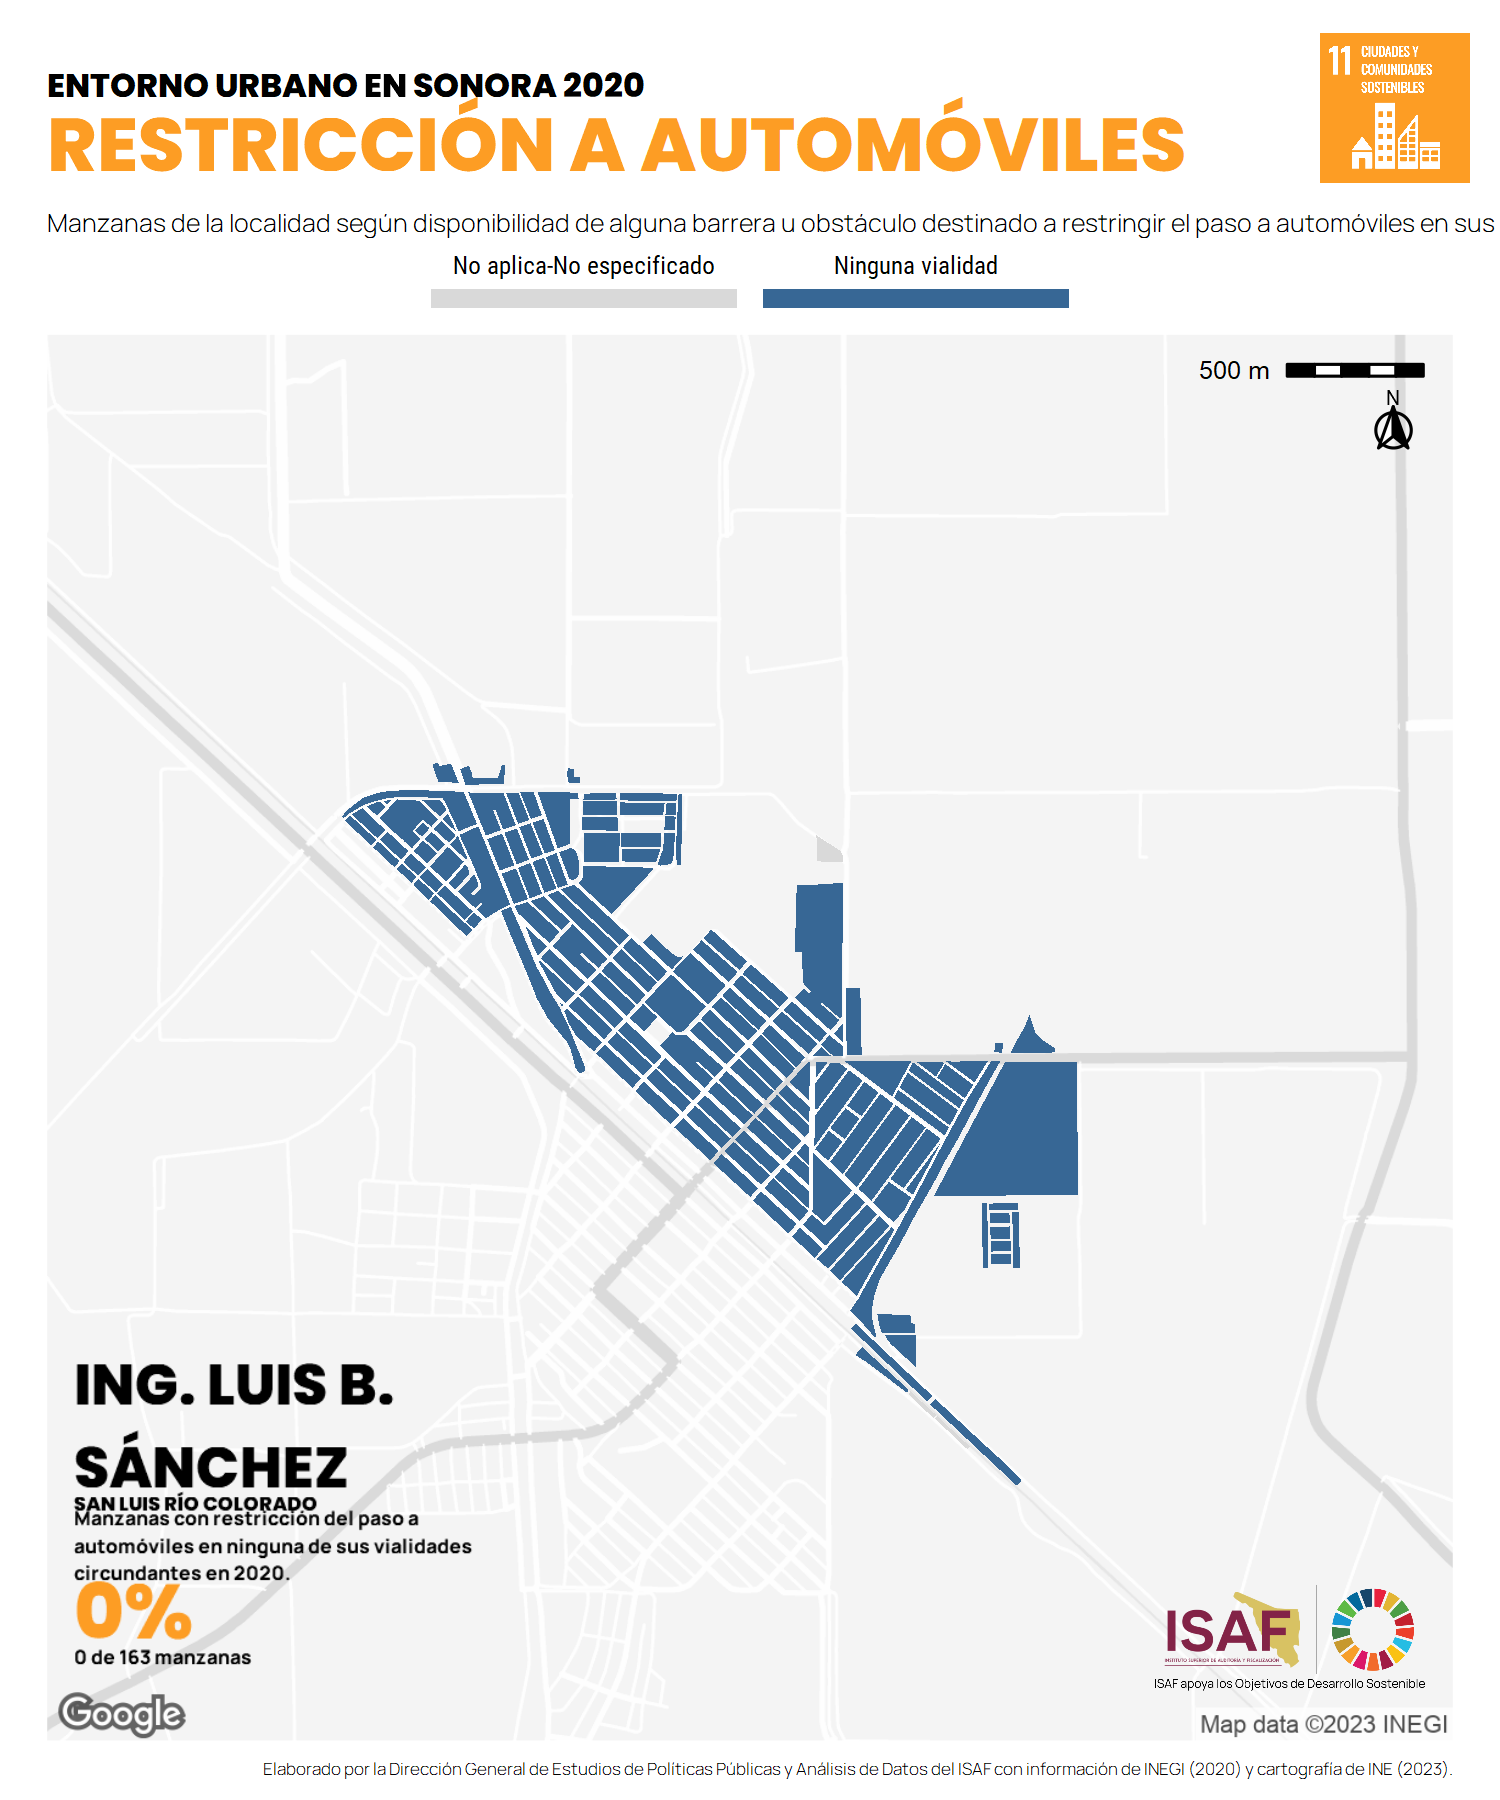 ENTORNO URBANO EN SONORA 2020
RESTRICCIÓN A AUTOMÓVILES
11 CIUDADES Y
COMUNIDADES
SOSTENIBLES
Manzanas de la localidad según disponibilidad de alguna barrera u obstáculo destinado a restringir el paso a automóviles en sus
No aplica-No especificado
Ninguna vialidad
500 m
N
ING. LUIS B.
SÁNCHEZ
SAN LUIS RÍO COLORADO
Manzanas con restricción del paso a
automóviles en ninguna de sus vialidades
circundantes en 2020.
0%
0 de 163 manzanas
ISAF
INSTITUTO SUPERIOR DE AUDITORÍA Y FISCALIZACIÓN
ISAF apoya los Objetivos de Desarrollo Sostenible
Google
Map data ©2023 INEGI
Elaborado por la Dirección General de Estudios de Políticas Públicas y Análisis de Datos del ISAF con información de INEGI (2020) y cartografía de INE (2023).